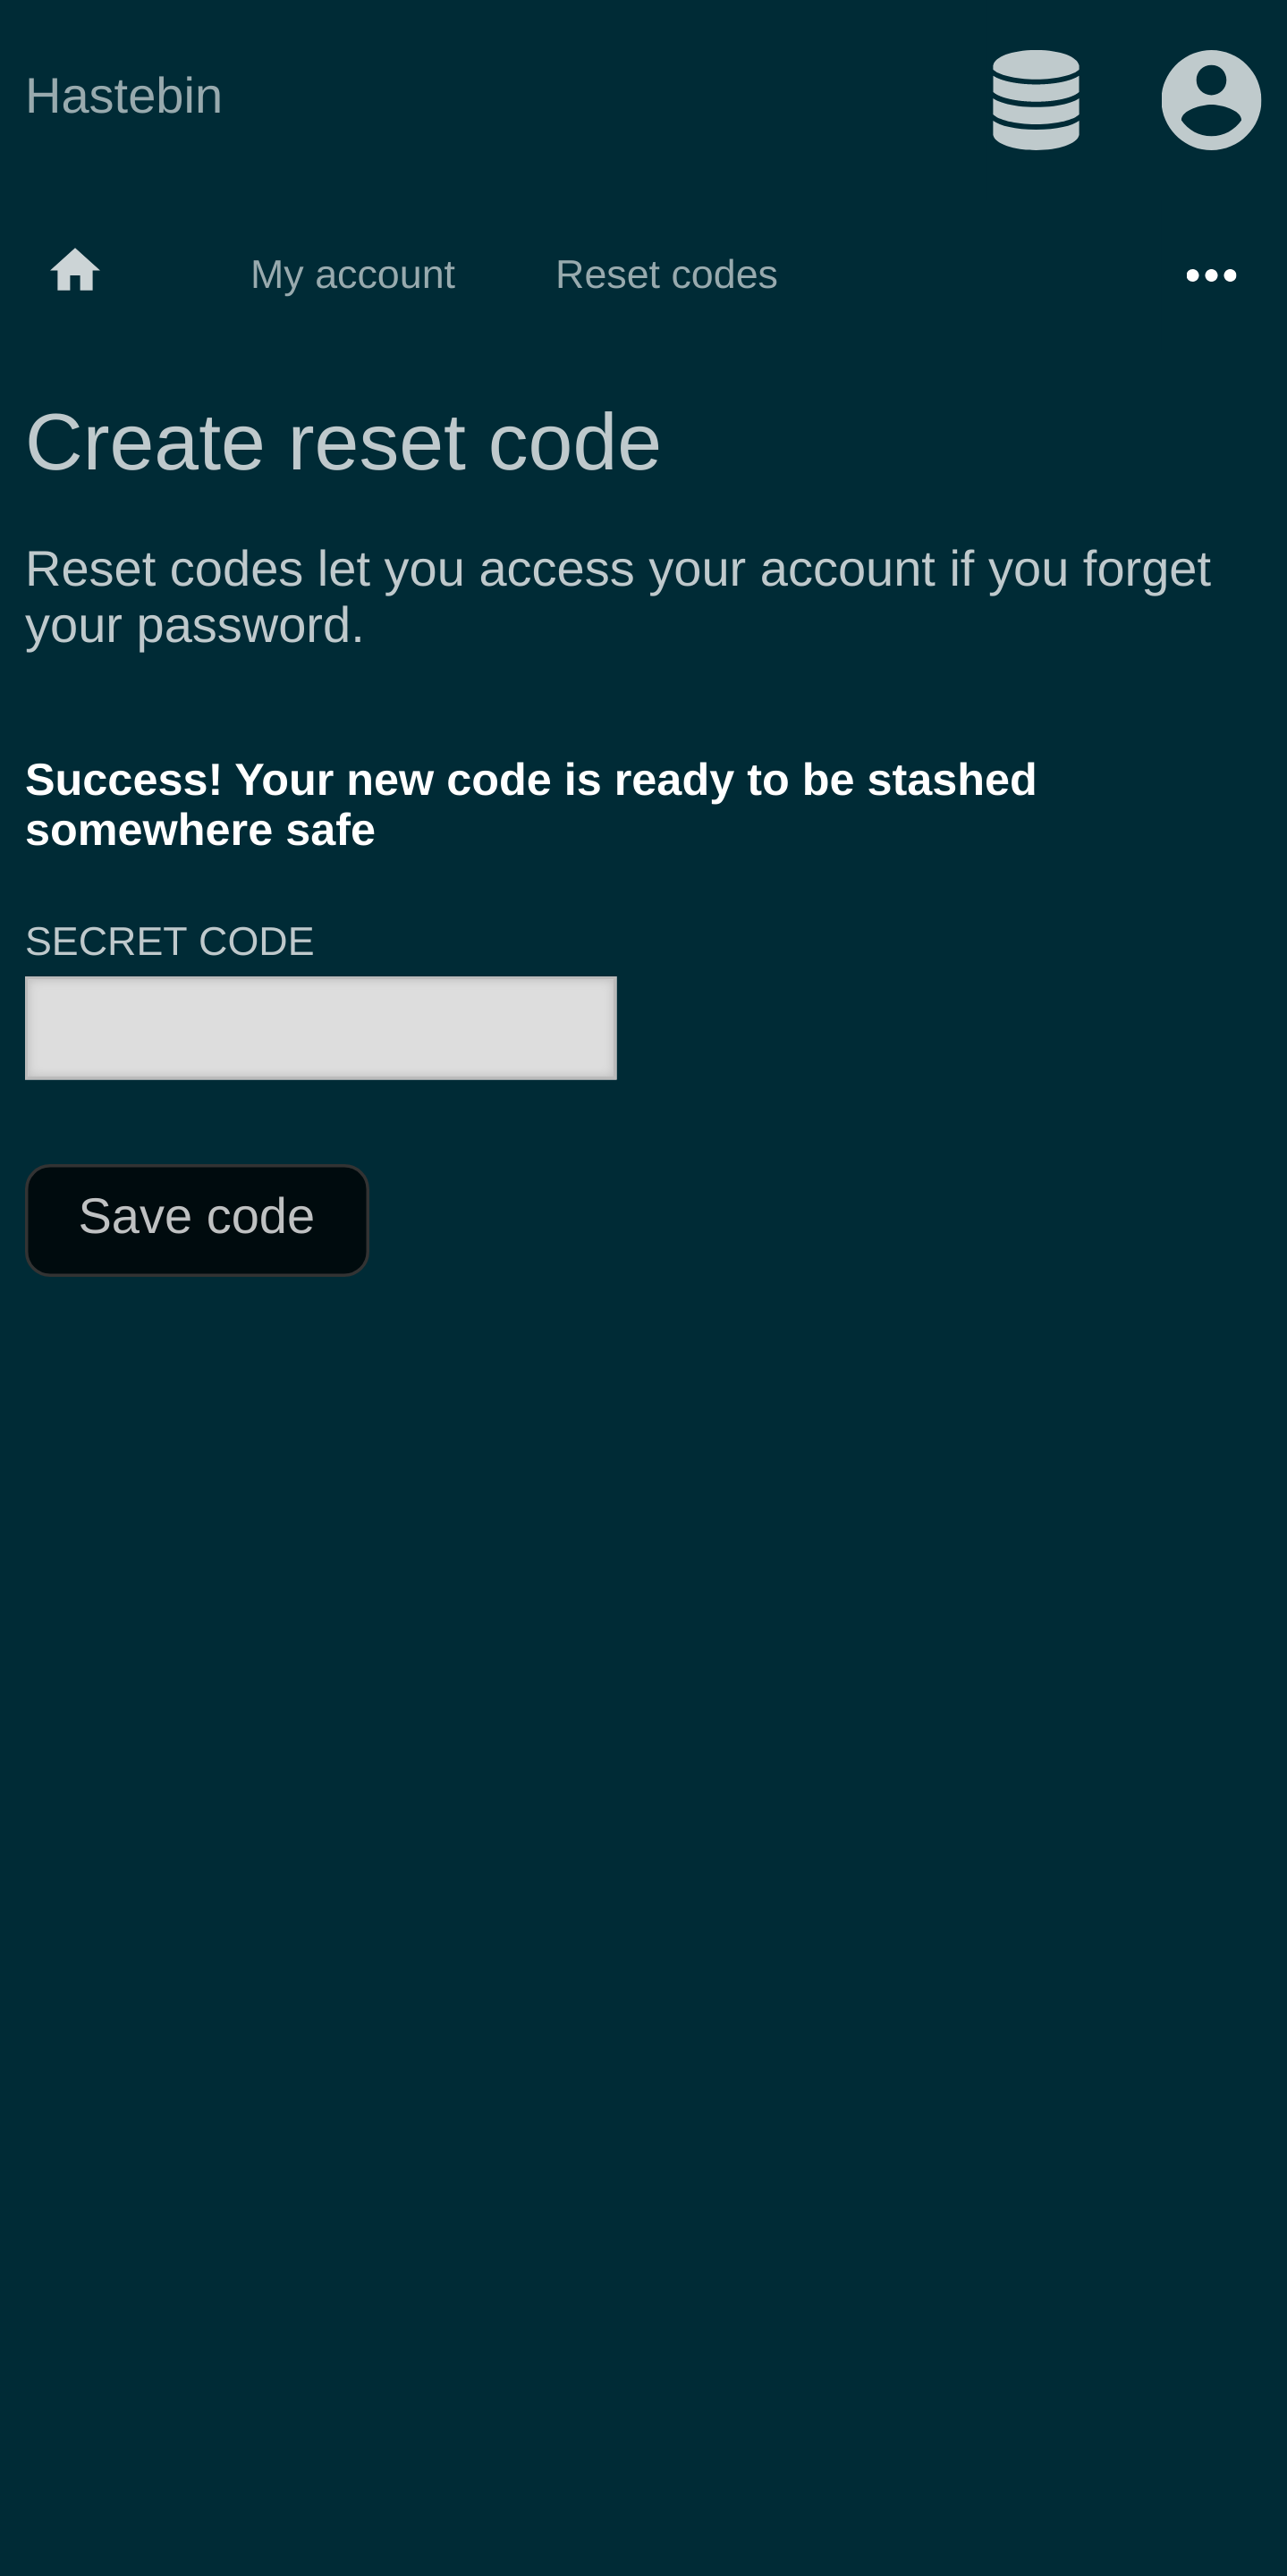 Hastebin
My account
Reset codes
Create reset code
Reset codes let you access your account if you forget
your password.
Success! Your new code is ready to be stashed
somewhere safe
SECRET CODE
Save code